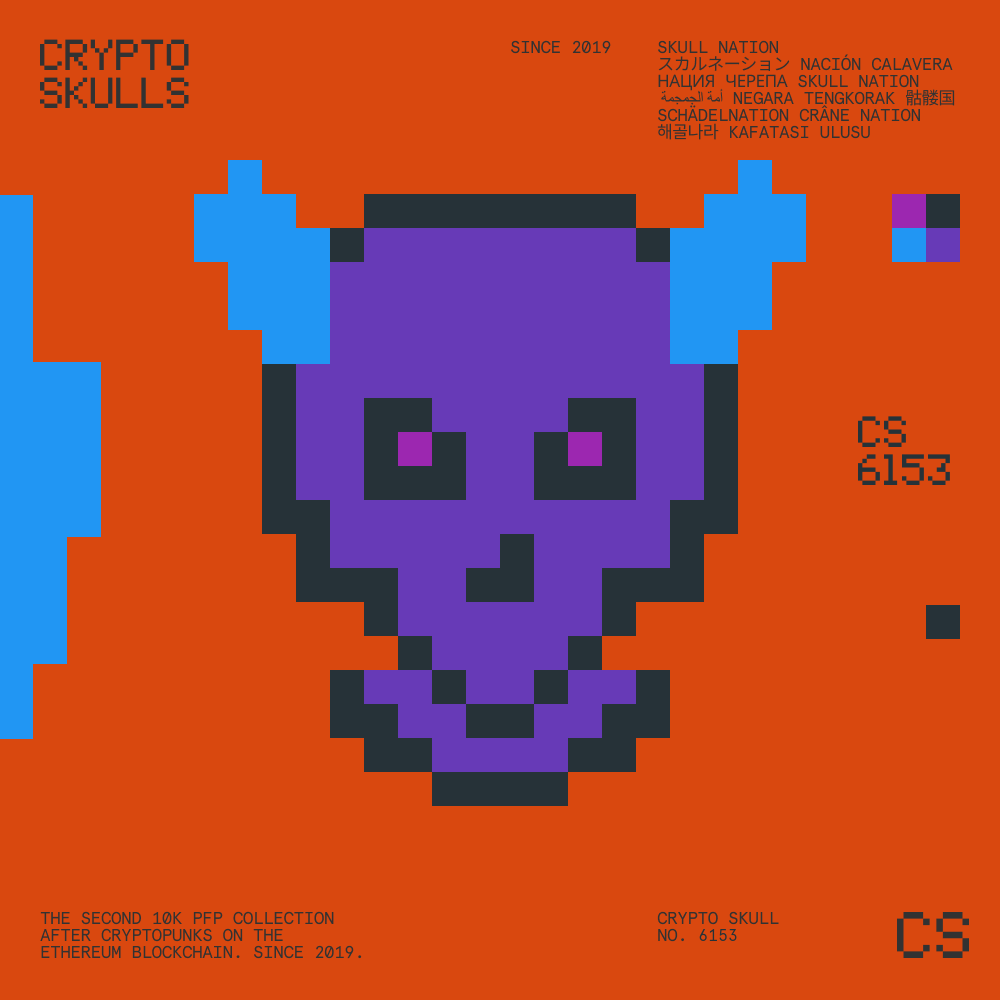 CRYPTO
SKULLS
SINCE 2019
SKULL NATION
スカルネーション NACIÓN CALAVERA
НАЦИЯ ЧЕРЕПА SKULL NATION
أمة الجمجمة NEGARA TENGKORAK 骷髅国
SCHÄDELNATION CRÂNE NATION
해골나라 KAFATASI ULUSU
CS
6153
THE SECOND 10K PFP COLLECTION
AFTER CRYPTOPUNKS ON THE
ETHEREUM BLOCKCHAIN. SINCE 2019.
CRYPTO SKULL
NO. 6153
CS